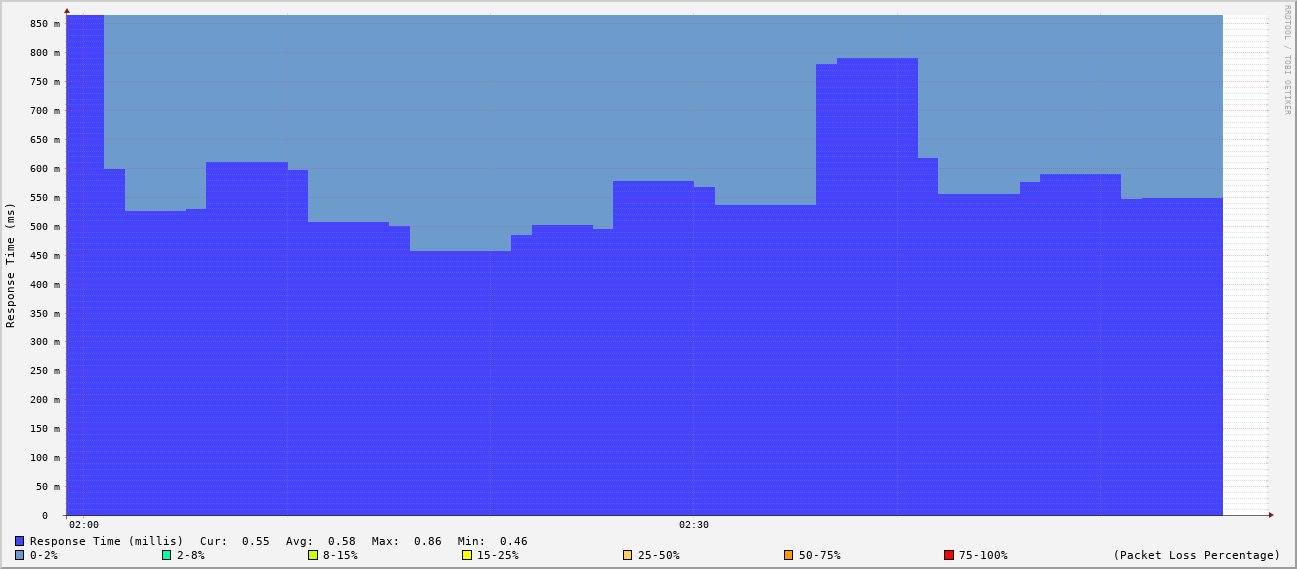 RRDTOOL / TOBI OETIKER
Response Time (ms)
850 m
800 m
750 m
700 m
650 m
600 m
550 m
500 m
450 m
400 m
350 m
300 m
250 m
200 m
150 m
100 m
50 m
0
02:00 02:30
Response Time (millis) Cur: 0.55 Avg: 0.58 Max: 0.86 Min: 0.46
0-2% 2-8% 8-15% 15-25% 25-50% 50-75% 75-100% (Packet Loss Percentage)